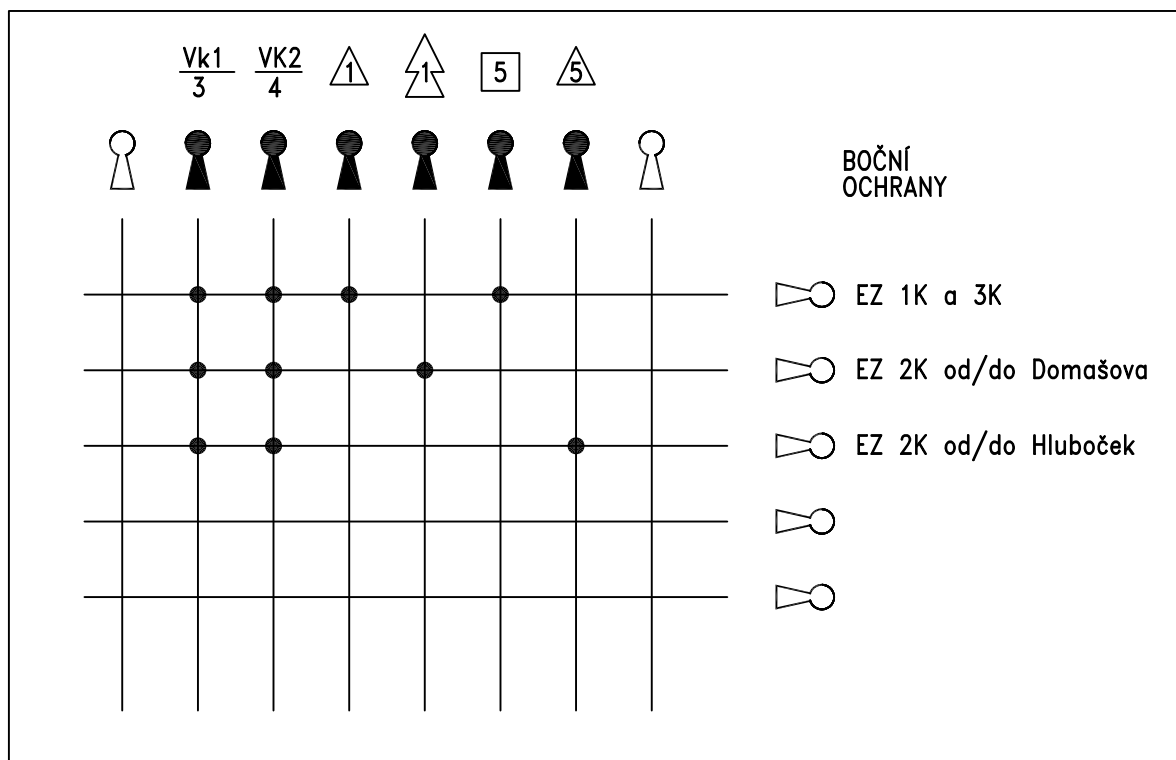 Vk1 VK2 1 1 5 5
3 4
BOČNÍ
OCHRANY
EZ 1K a 3K
EZ 2K od/do Domašova
EZ 2K od/do Hluboček